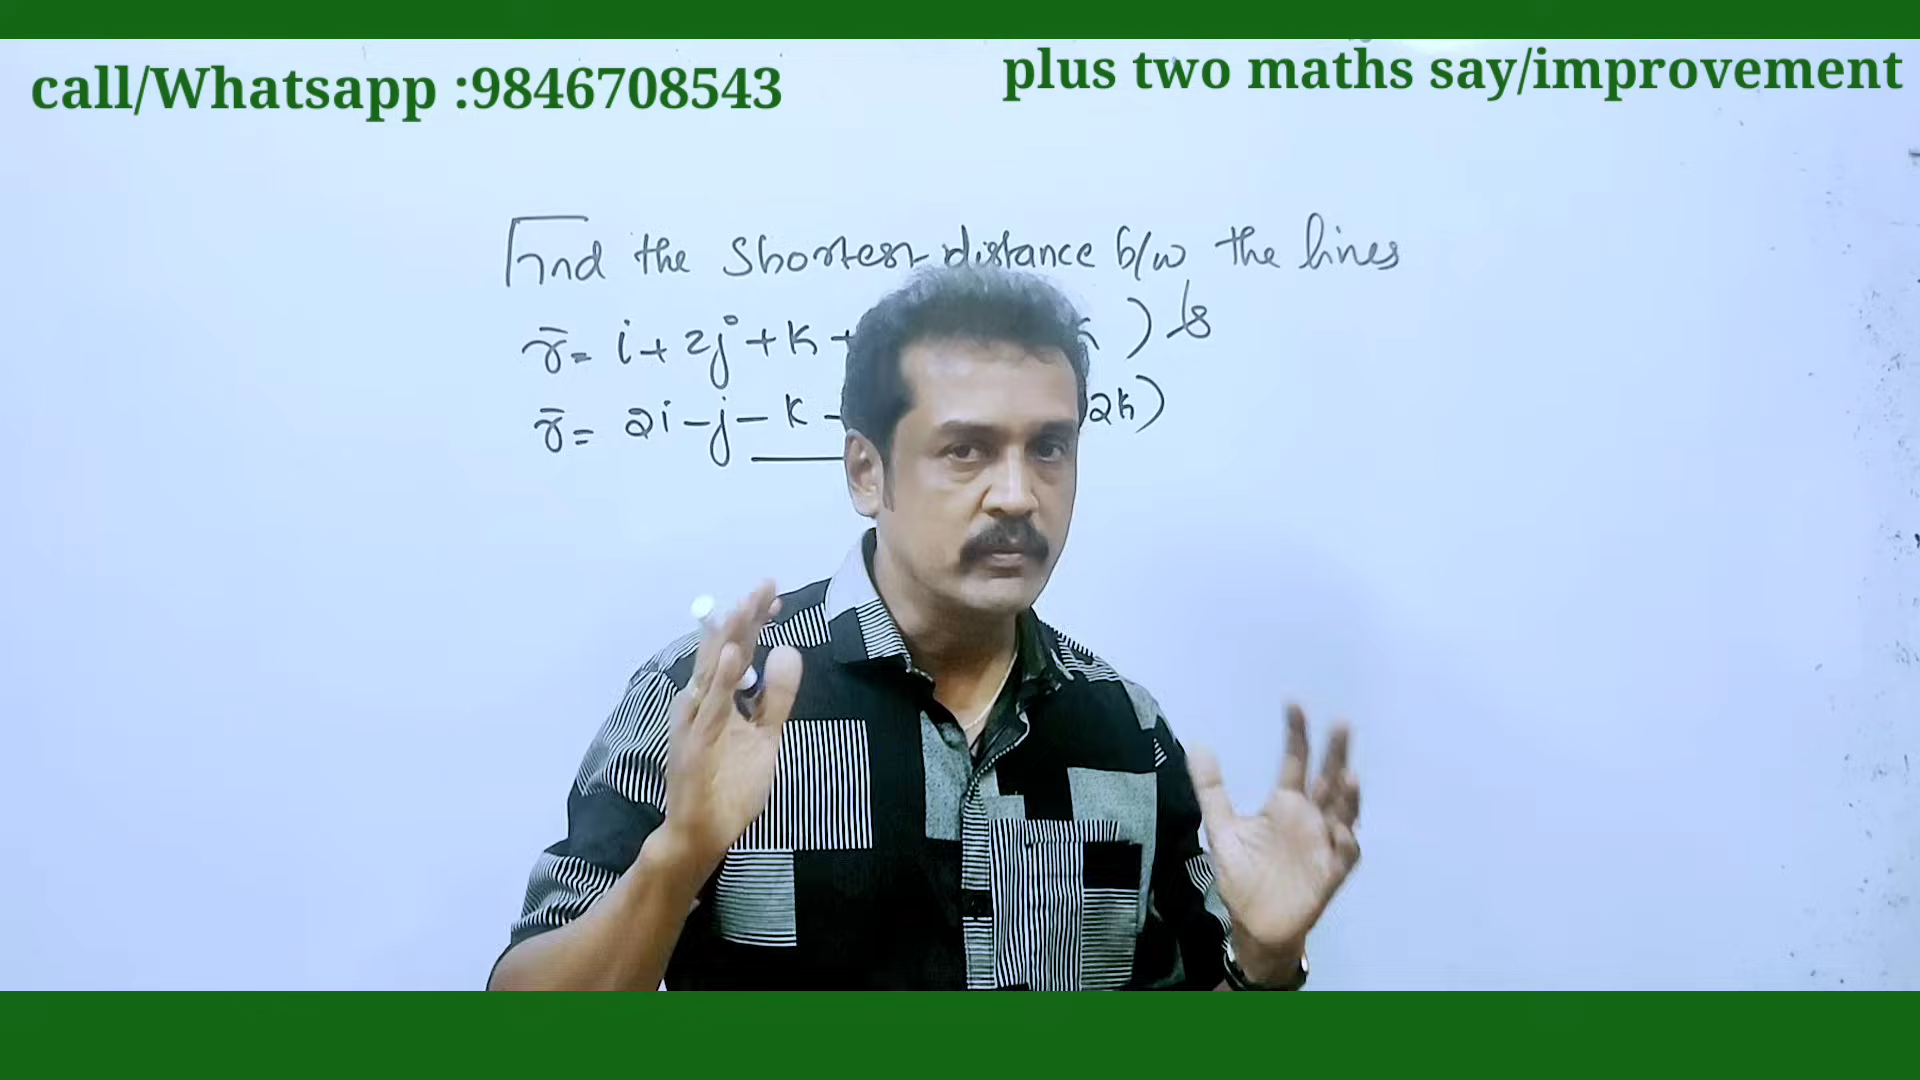 call/Whatsapp :9846708543
plus two maths say/improvement
Find the Shortest distance b/w the lines
r̄ = i + 2j + k + ) &
r̄ = 2i - j - k - 2k)